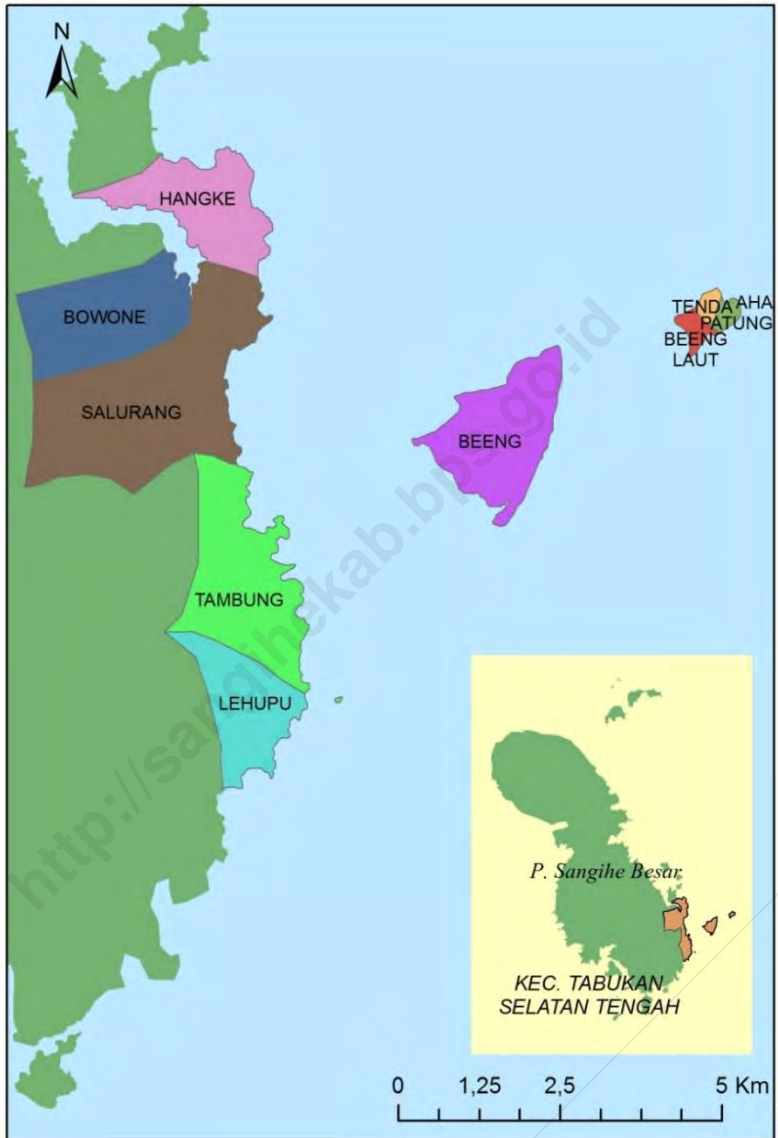 N
HANGKE
BOWONE
TENDA AHA
PATUNG
BEENG
LAUT
SALURANG
BEENG
TAMBUNG
LEHUPU
P. Sangihe Besar
KEC. TABUKAN
SELATAN TENGAH
0 1,25 2,5 5 Km
http://sangihekab.bps.go.id